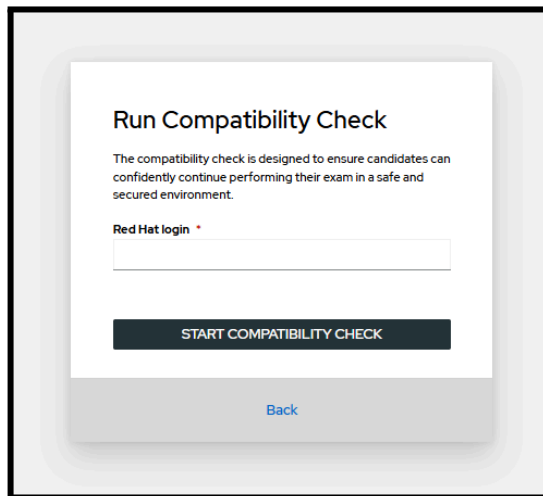 Run Compatibility Check
The compatibility check is designed to ensure candidates can
confidently continue performing their exam in a safe and
secured environment.
Red Hat login *
START COMPATIBILITY CHECK
Back